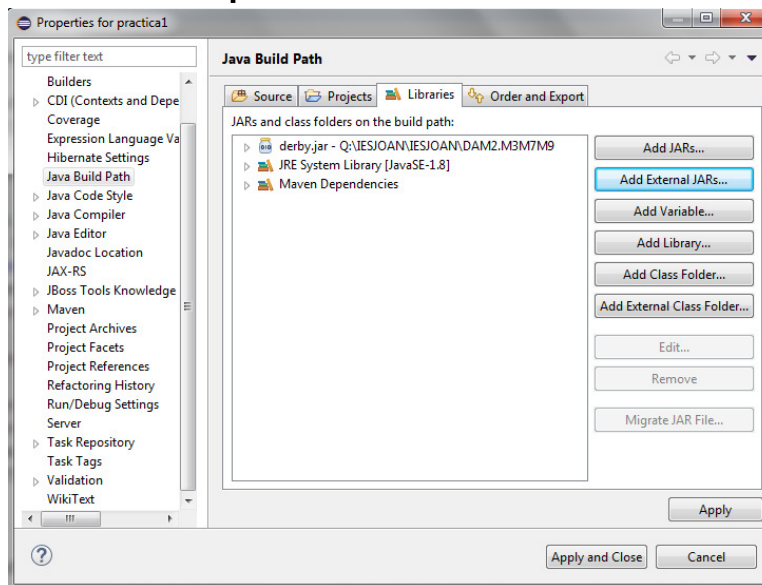 Properties for practica1
type filter text
Builders
CDI (Contexts and Depe
Coverage
Expression Language Va
Hibernate Settings
Java Build Path
Java Code Style
Java Compiler
Java Editor
Javadoc Location
JAX-RS
JBoss Tools Knowledge
Maven
Project Archives
Project Facets
Project References
Refactoring History
Run/Debug Settings
Server
Task Repository
Task Tags
Validation
WikiText
Java Build Path
Source Projects Libraries Order and Export
JARs and class folders on the build path:
derby.jar - Q:\IESJOAN\IESJOAN\DAM2.M3M7M9
JRE System Library [JavaSE-1.8]
Maven Dependencies
Add JARs...
Add External JARs...
Add Variable...
Add Library...
Add Class Folder...
Add External Class Folder...
Edit...
Remove
Migrate JAR File...
Apply
Apply and Close Cancel